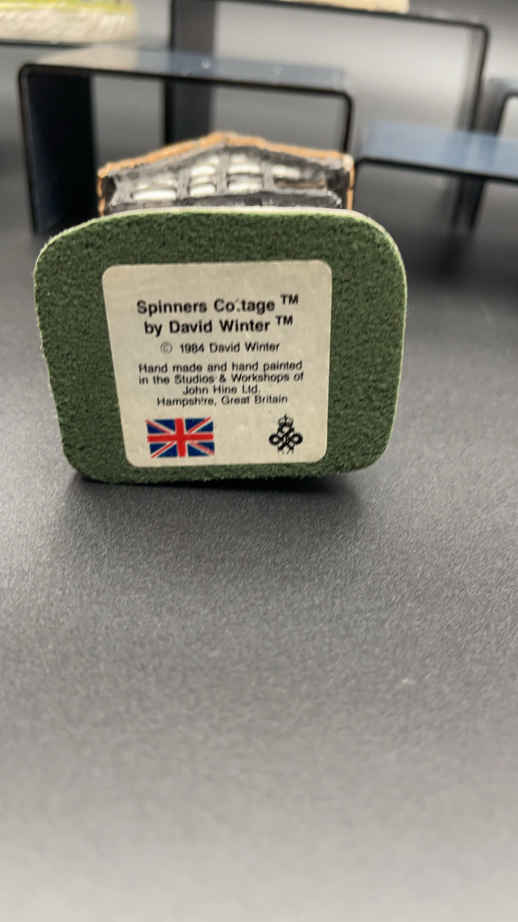 Spinners Cottage ™
by David Winter ™
© 1984 David Winter
Hand made and hand painted
in the Studios & Workshops of
John Hine Ltd.
Hampshire, Great Britain